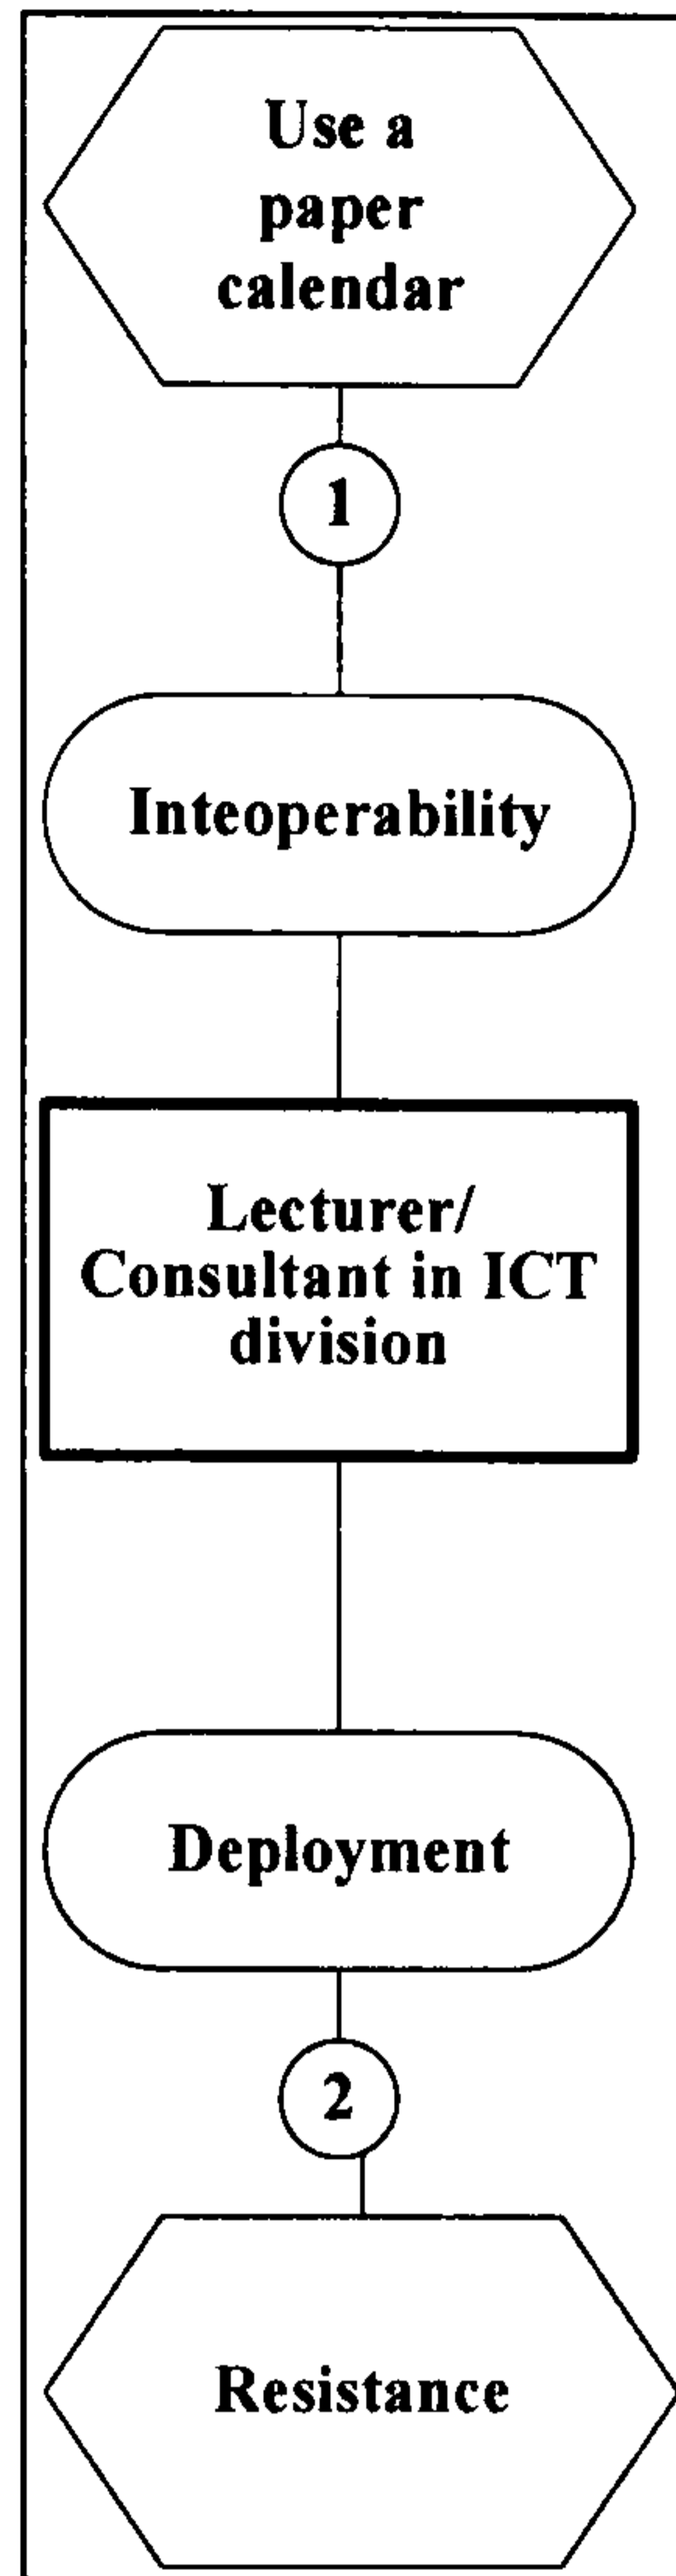 Use a
paper
calendar
1
Inteoperability
Lecturer/
Consultant in ICT
division
Deployment
2
Resistance